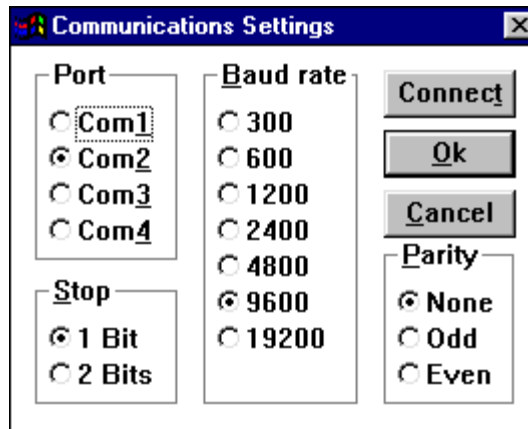 Communications Settings
Port
Com1
Com2
Com3
Com4
Stop
1 Bit
2 Bits
Baud rate
300
600
1200
2400
4800
9600
19200
Connect
Ok
Cancel
Parity
None
Odd
Even